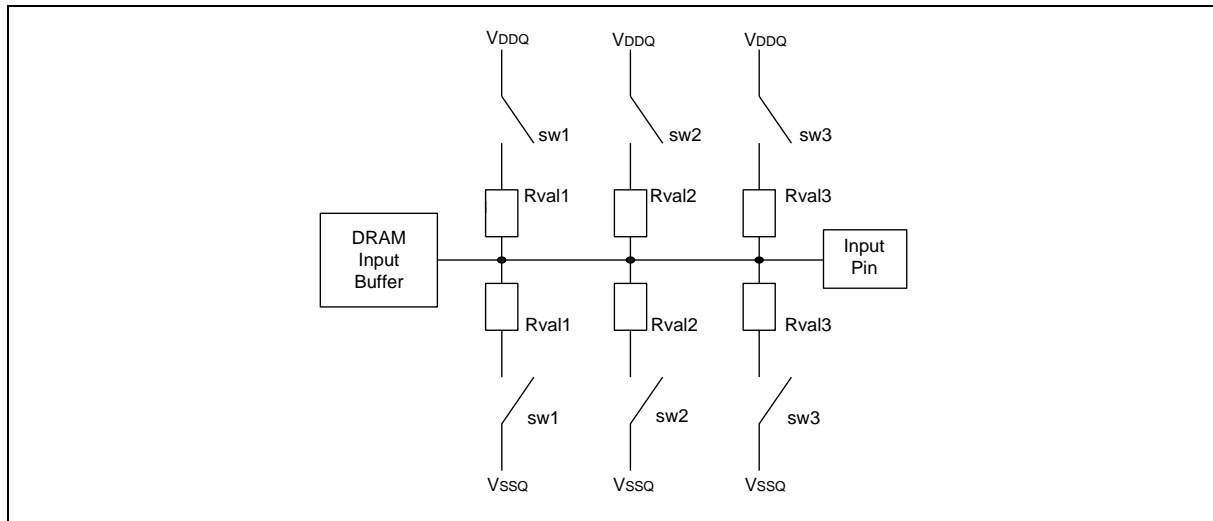 VDDQ VDDQ VDDQ
sw1 sw2 sw3
Rval1 Rval2 Rval3
DRAM
Input
Buffer
Input
Pin
Rval1 Rval2 Rval3
sw1 sw2 sw3
VSSQ VSSQ VSSQ